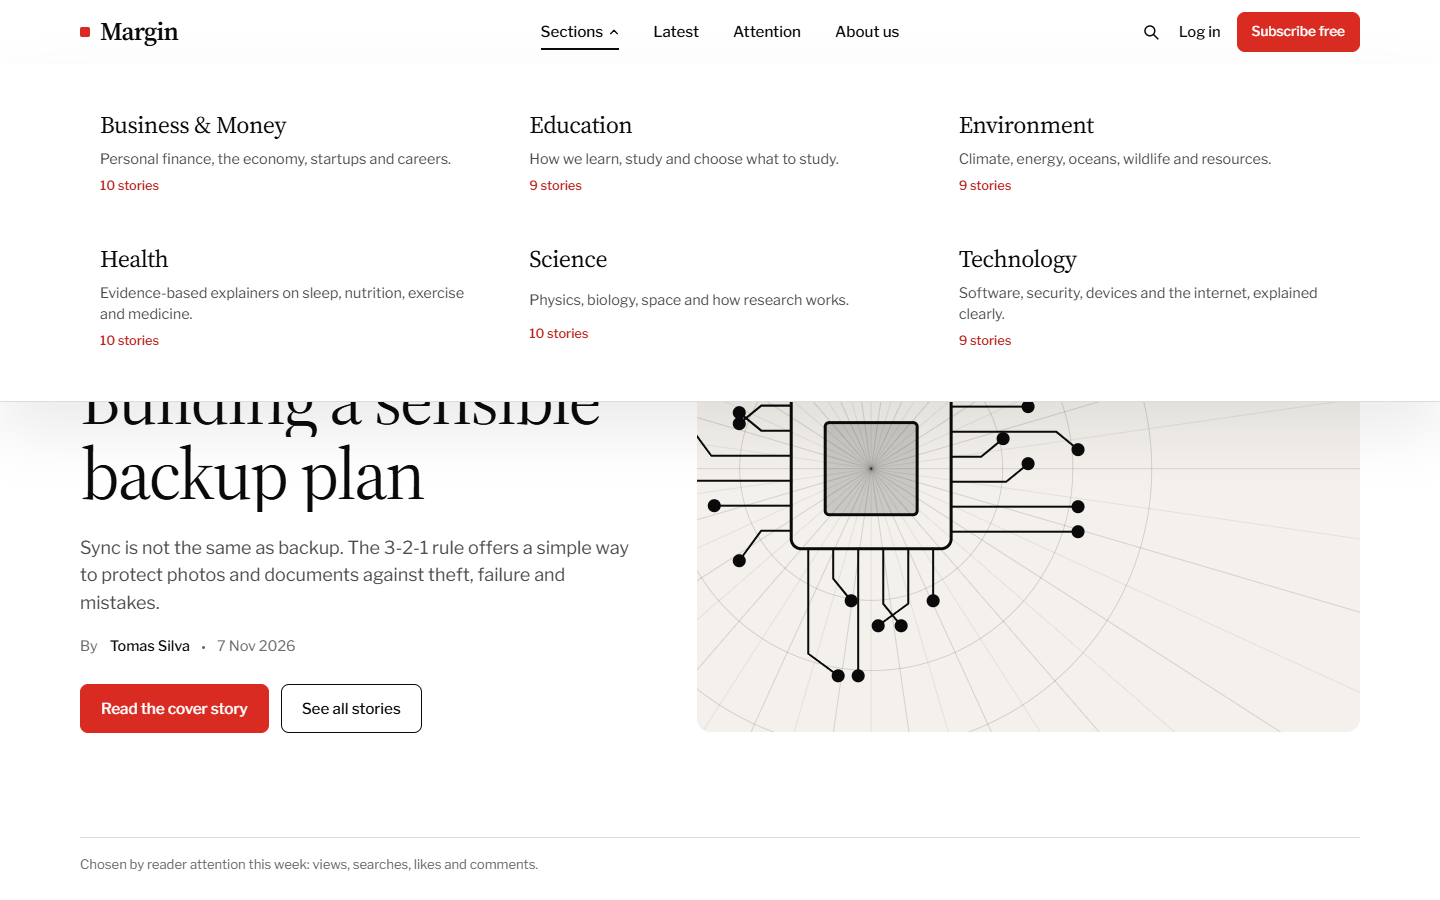 Margin
Sections
Latest
Attention
About us
Log in
Subscribe free
Business & Money
Personal finance, the economy, startups and careers.
10 stories
Education
How we learn, study and choose what to study.
9 stories
Environment
Climate, energy, oceans, wildlife and resources.
9 stories
Health
Evidence-based explainers on sleep, nutrition, exercise
and medicine.
10 stories
Science
Physics, biology, space and how research works.
10 stories
Technology
Software, security, devices and the internet, explained
clearly.
9 stories
Building a sensible
backup plan
Sync is not the same as backup. The 3-2-1 rule offers a simple way
to protect photos and documents against theft, failure and
mistakes.
By Tomas Silva • 7 Nov 2026
Read the cover story
See all stories
Chosen by reader attention this week: views, searches, likes and comments.